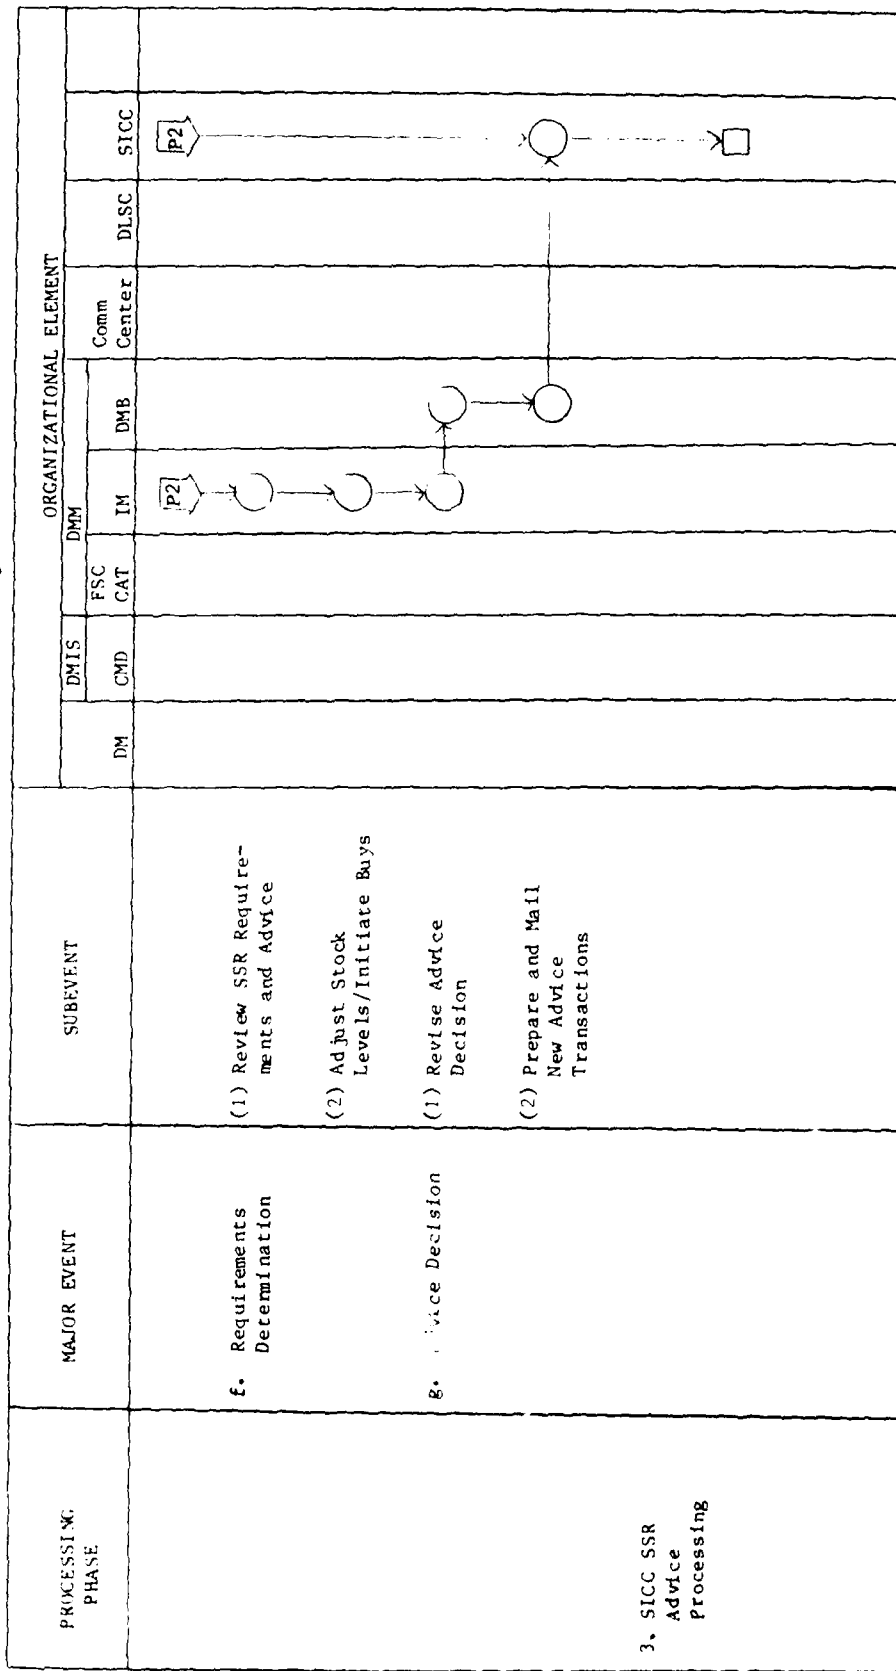 ORGANIZATIONAL ELEMENT
PROCESSING
PHASE
MAJOR EVENT
SUBEVENT
DMIS
DMM
DM
CMD
FSC
CAT
IM
DMB
Comm
Center
DLSC
SICC
P2
P2
f. Requirements
Determination
(1) Review SSR Require-
ments and Advice
(2) Adjust Stock
Levels/Initiate Buys
g. Decision
(1) Revise Advice
Decision
(2) Prepare and Mail
New Advice
Transactions
3. SICC SSR
Advice
Processing